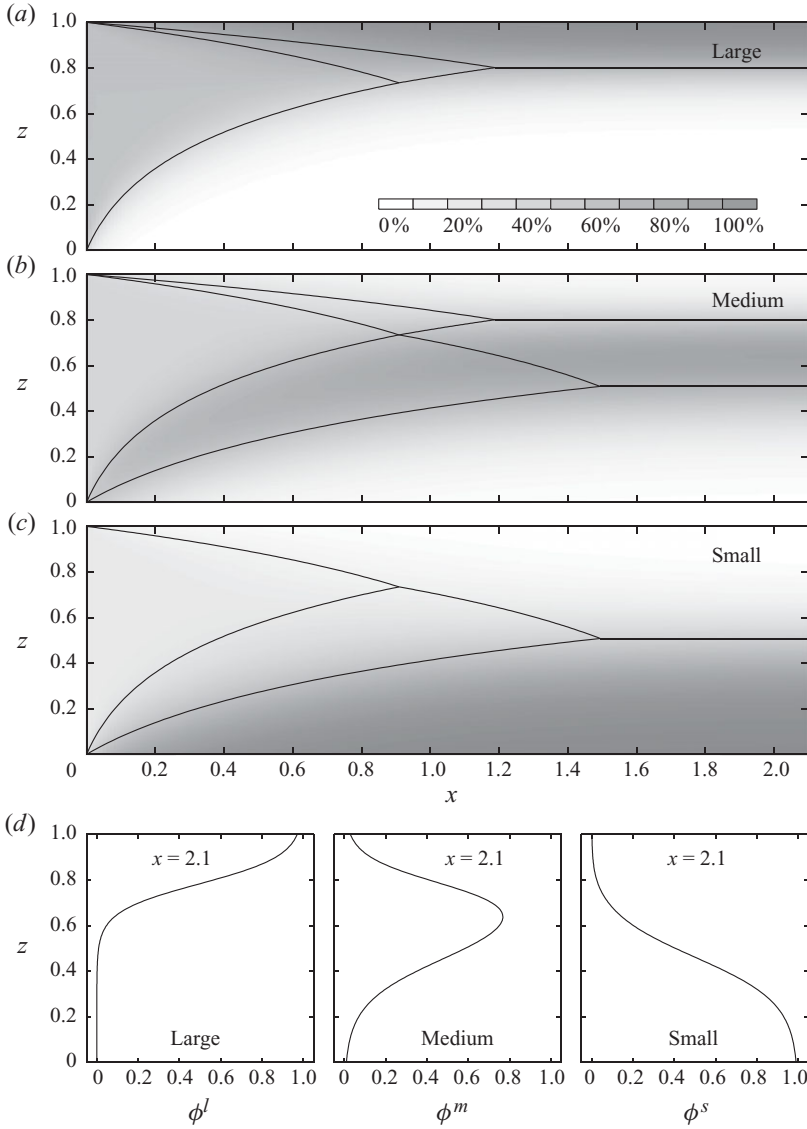 (a)
1.0
0.8
0.6
0.4
0.2
0
z
Large
0% 20% 40% 60% 80% 100%
(b)
1.0
0.8
0.6
0.4
0.2
0
z
Medium
(c)
1.0
0.8
0.6
0.4
0.2
0
z
Small
0.2 0.4 0.6 0.8 1.0 1.2 1.4 1.6 1.8 2.0
x
(d)
1.0
0.8
0.6
0.4
0.2
0
z
x = 2.1
Large
0 0.2 0.4 0.6 0.8 1.0
ϕˡ
x = 2.1
Medium
0 0.2 0.4 0.6 0.8 1.0
ϕᵐ
x = 2.1
Small
0 0.2 0.4 0.6 0.8 1.0
ϕˢ